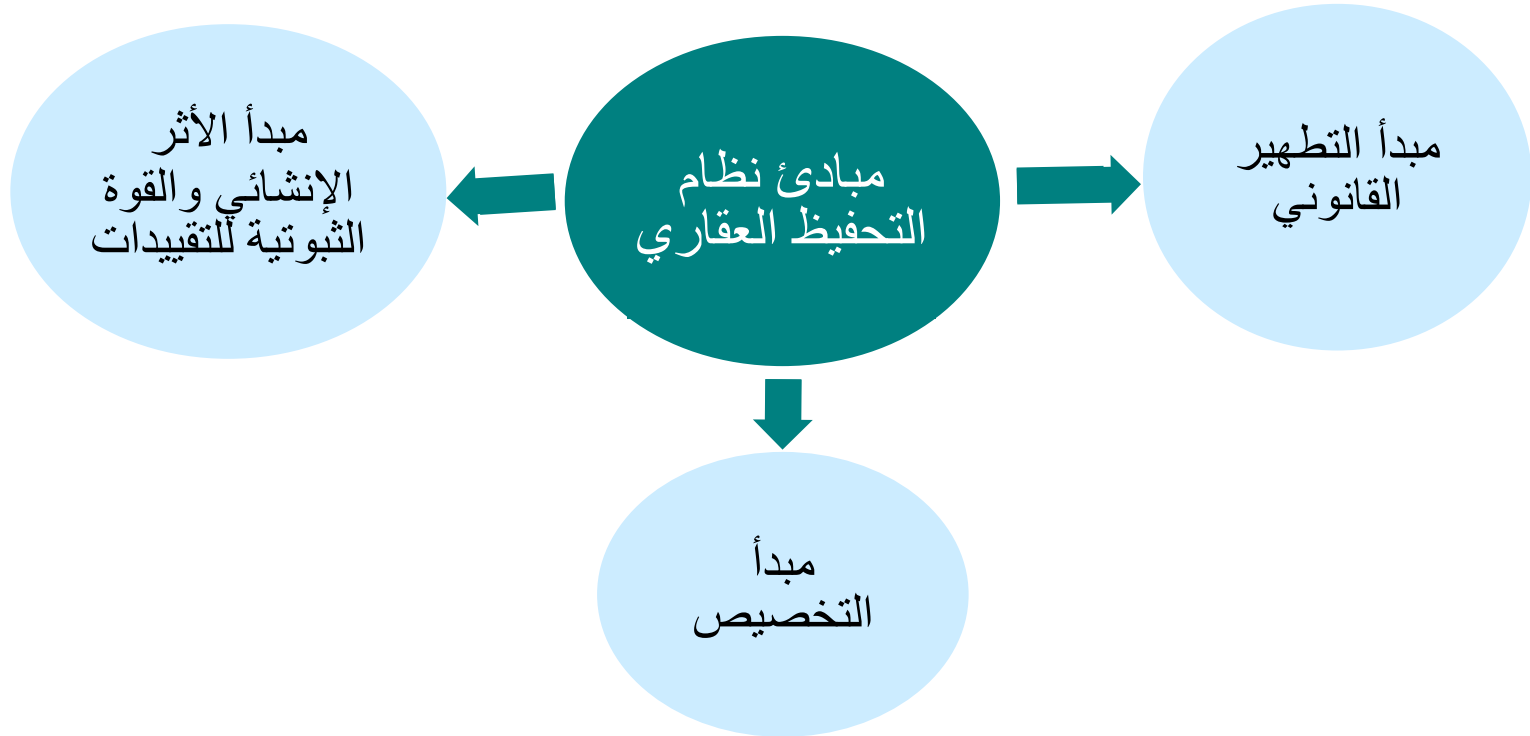 مبادئ نظام
التحفيظ العقاري
مبدأ التطهير
القانوني
مبدأ الأثر
الإنشائي والقوة
الثبوتية للتقييدات
مبدأ
التخصيص